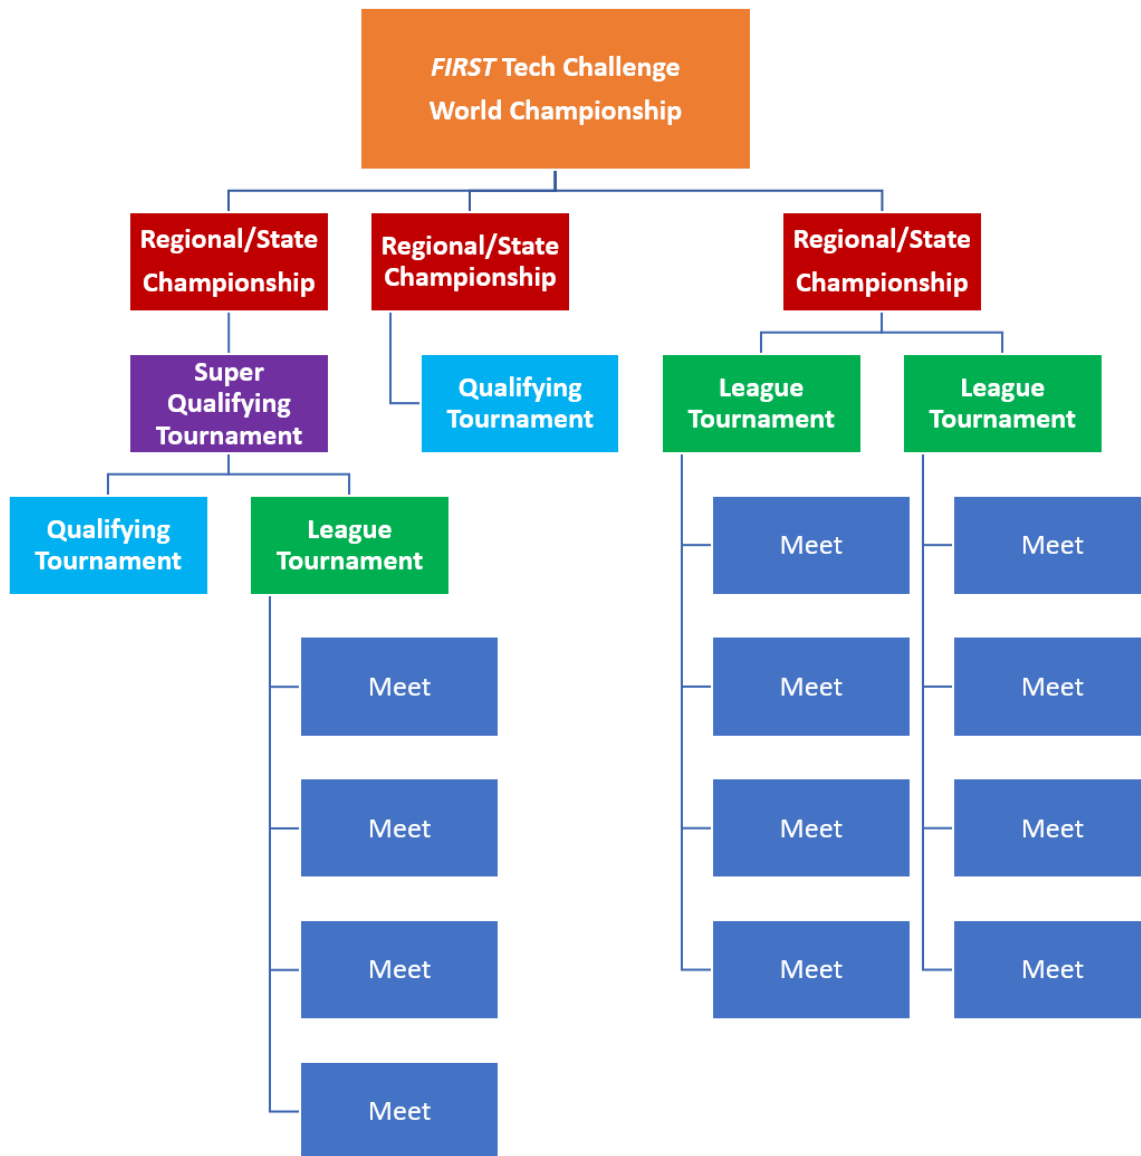 FIRST Tech Challenge
World Championship
Regional/State
Championship
Regional/State
Championship
Regional/State
Championship
Super
Qualifying
Tournament
Qualifying
Tournament
League
Tournament
League
Tournament
Qualifying
Tournament
League
Tournament
Meet
Meet
Meet
Meet
Meet
Meet
Meet
Meet
Meet
Meet
Meet
Meet